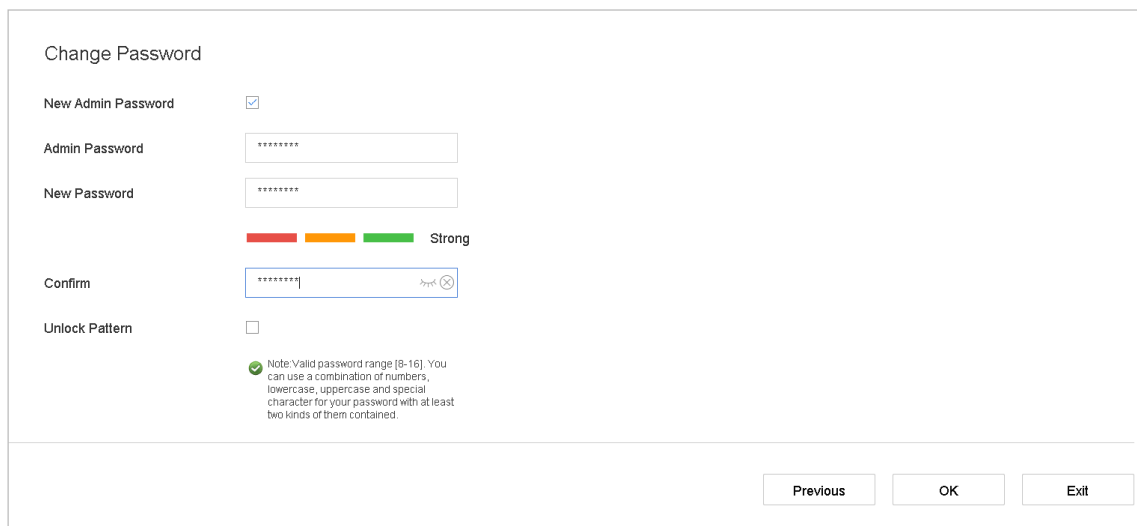 Change Password
New Admin Password
Admin Password ********
New Password ********
Strong
Confirm ********
Unlock Pattern
Note:Valid password range [8-16]. You
can use a combination of numbers,
lowercase, uppercase and special
character for your password with at least
two kinds of them contained.
Previous OK Exit